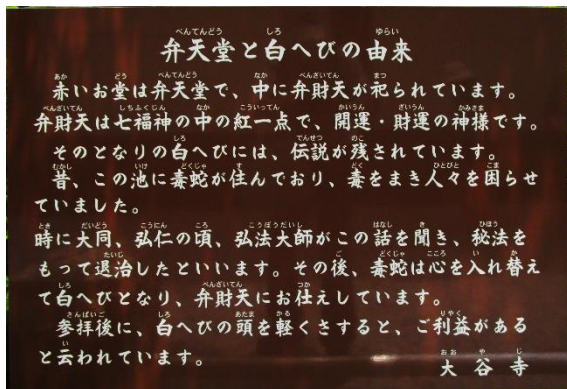 弁天堂と白へびの由来
赤いお堂は弁天堂で、中に弁財天が祀られています。
弁財天は七福神の中の紅一点で、開運・財運の神様です。
そのとなりの白へびには、伝説が残されています。
昔、この池に毒蛇が住んでおり、毒をまき人々を困らせ
ていました。
時に大同、弘仁の頃、弘法大師がこの話を聞き、秘法を
もって退治したといいます。その後、毒蛇は心を入れ替え
て白へびとなり、弁財天にお仕えしています。
参拝後に、白へびの頭を軽くさすると、ご利益がある
と云われています。
大谷寺